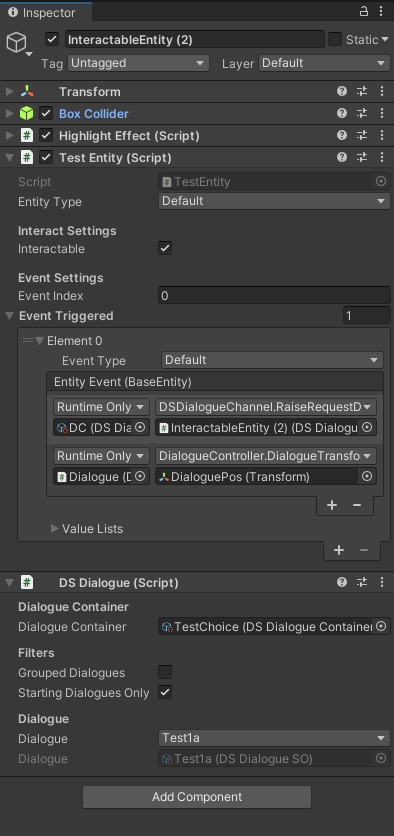 Inspector
InteractableEntity (2)
Static
Tag Untagged Layer Default
Transform
Box Collider
Highlight Effect (Script)
Test Entity (Script)
Script TestEntity
Entity Type Default
Interact Settings
Interactable
Event Settings
Event Index 0
Event Triggered 1
Element 0
Event Type Default
Entity Event (BaseEntity)
Runtime Only DSDialogueChannel.RaiseRequestD
DC (DS Dia InteractableEntity (2) (DS Dialogu
Runtime Only DialogueController.DialogueTransfo
Dialogue (D DialoguePos (Transform)
+ −
Value Lists
+ −
DS Dialogue (Script)
Dialogue Container
Dialogue Container TestChoice (DS Dialogue Container
Filters
Grouped Dialogues
Starting Dialogues Only
Dialogue
Dialogue Test1a
Dialogue Test1a (DS Dialogue SO)
Add Component